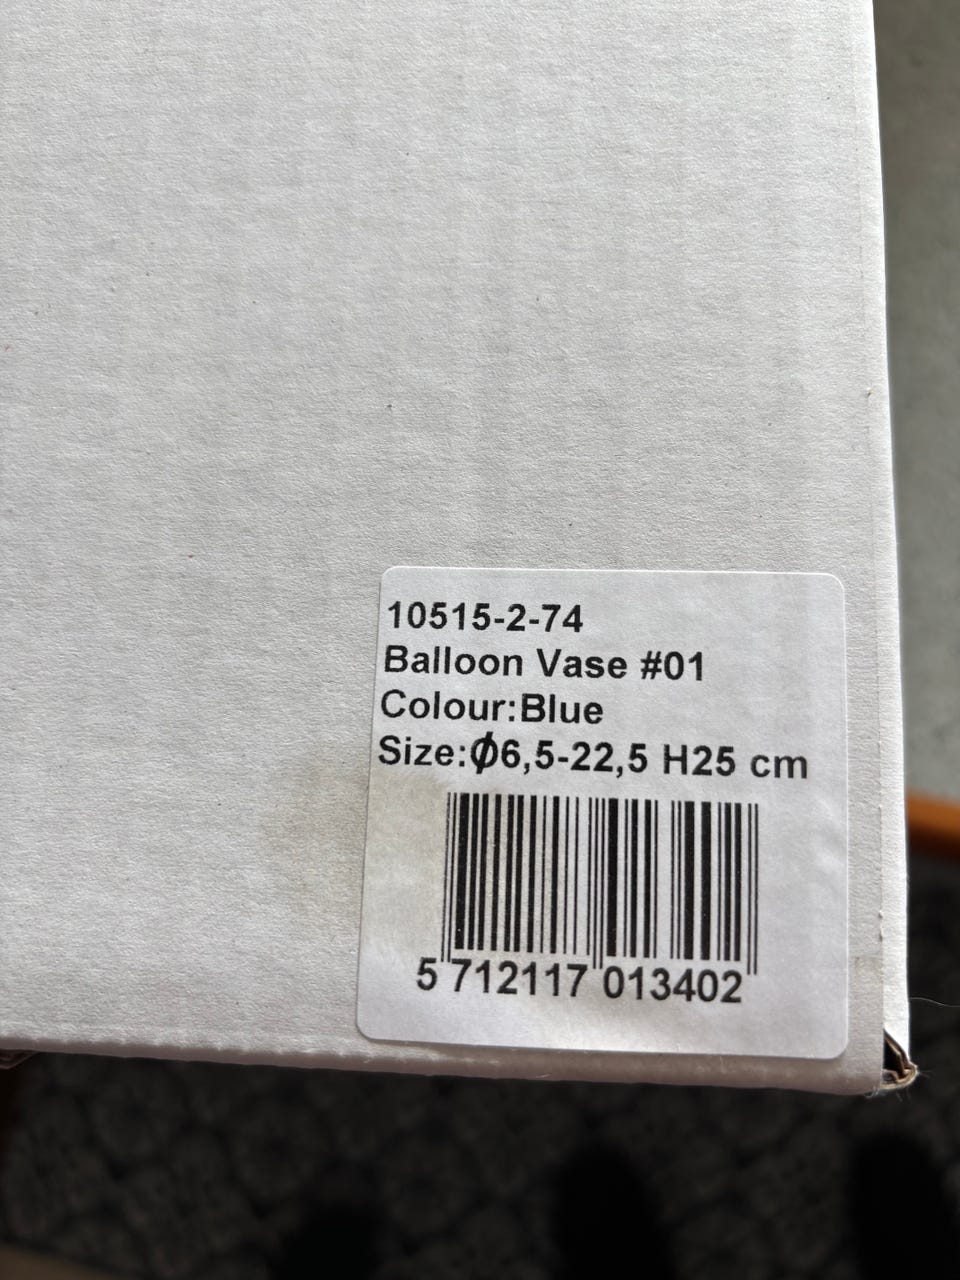 10515-2-74
Balloon Vase #01
Colour:Blue
Size:Ø6,5-22,5 H25 cm
5 712117 013402